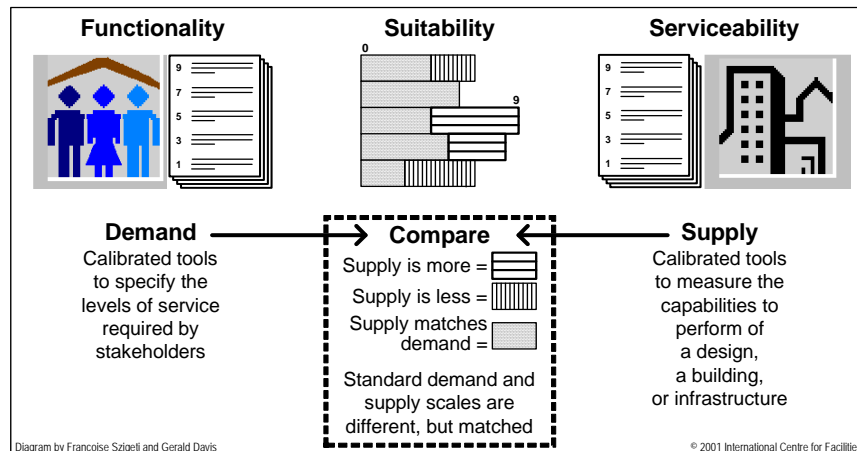 Functionality
Suitability
Serviceability
9
7
5
3
1
0
9
9
7
5
3
1
Demand
Calibrated tools
to specify the
levels of service
required by
stakeholders
Compare
Supply is more =
Supply is less =
Supply matches
demand =
Standard demand and
supply scales are
different, but matched
Supply
Calibrated tools
to measure the
capabilities to
perform of
a design,
a building,
or infrastructure
Diagram by Françoise Szigeti and Gerald Davis
© 2001 International Centre for Facilitie